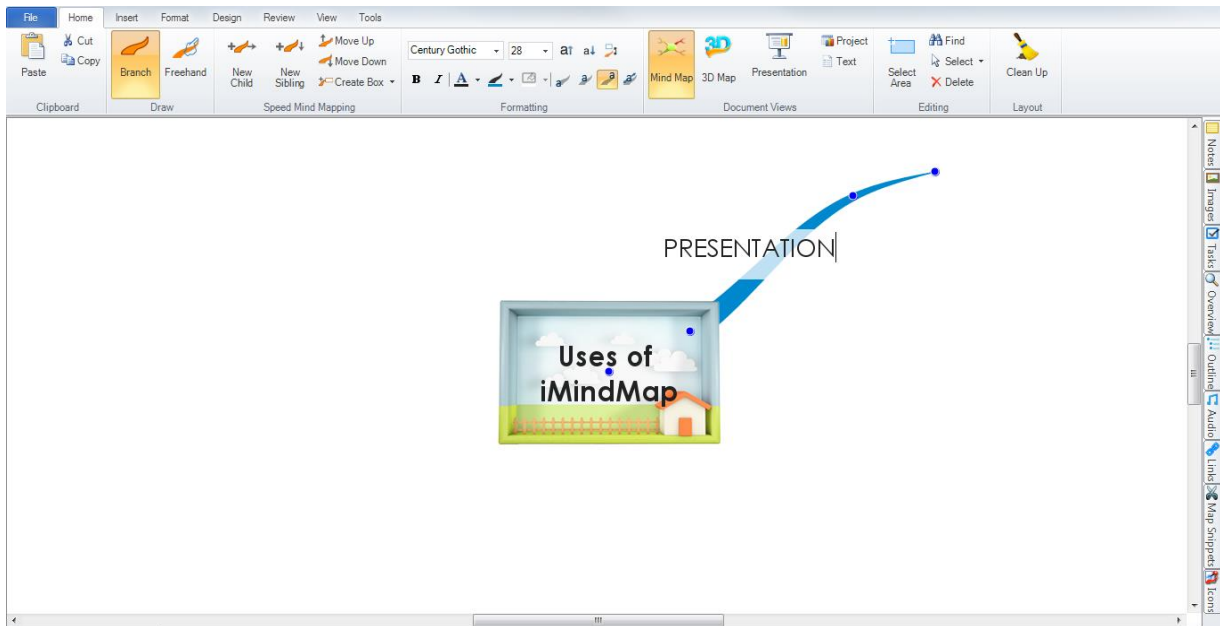 File Home Insert Format Design Review View Tools
Paste
Cut
Copy
Clipboard
Branch
Freehand
Draw
New Child
New Sibling
Move Up
Move Down
Create Box
Speed Mind Mapping
Century Gothic 28
B I A
Formatting
Mind Map
3D
3D Map
Presentation
Project
Text
Document Views
Select Area
Find
Select
Delete
Editing
Clean Up
Layout
PRESENTATION
Uses of
iMindMap
Notes
Images
Tasks
Overview
Outline
Audio
Links
Map Snippets
Icons